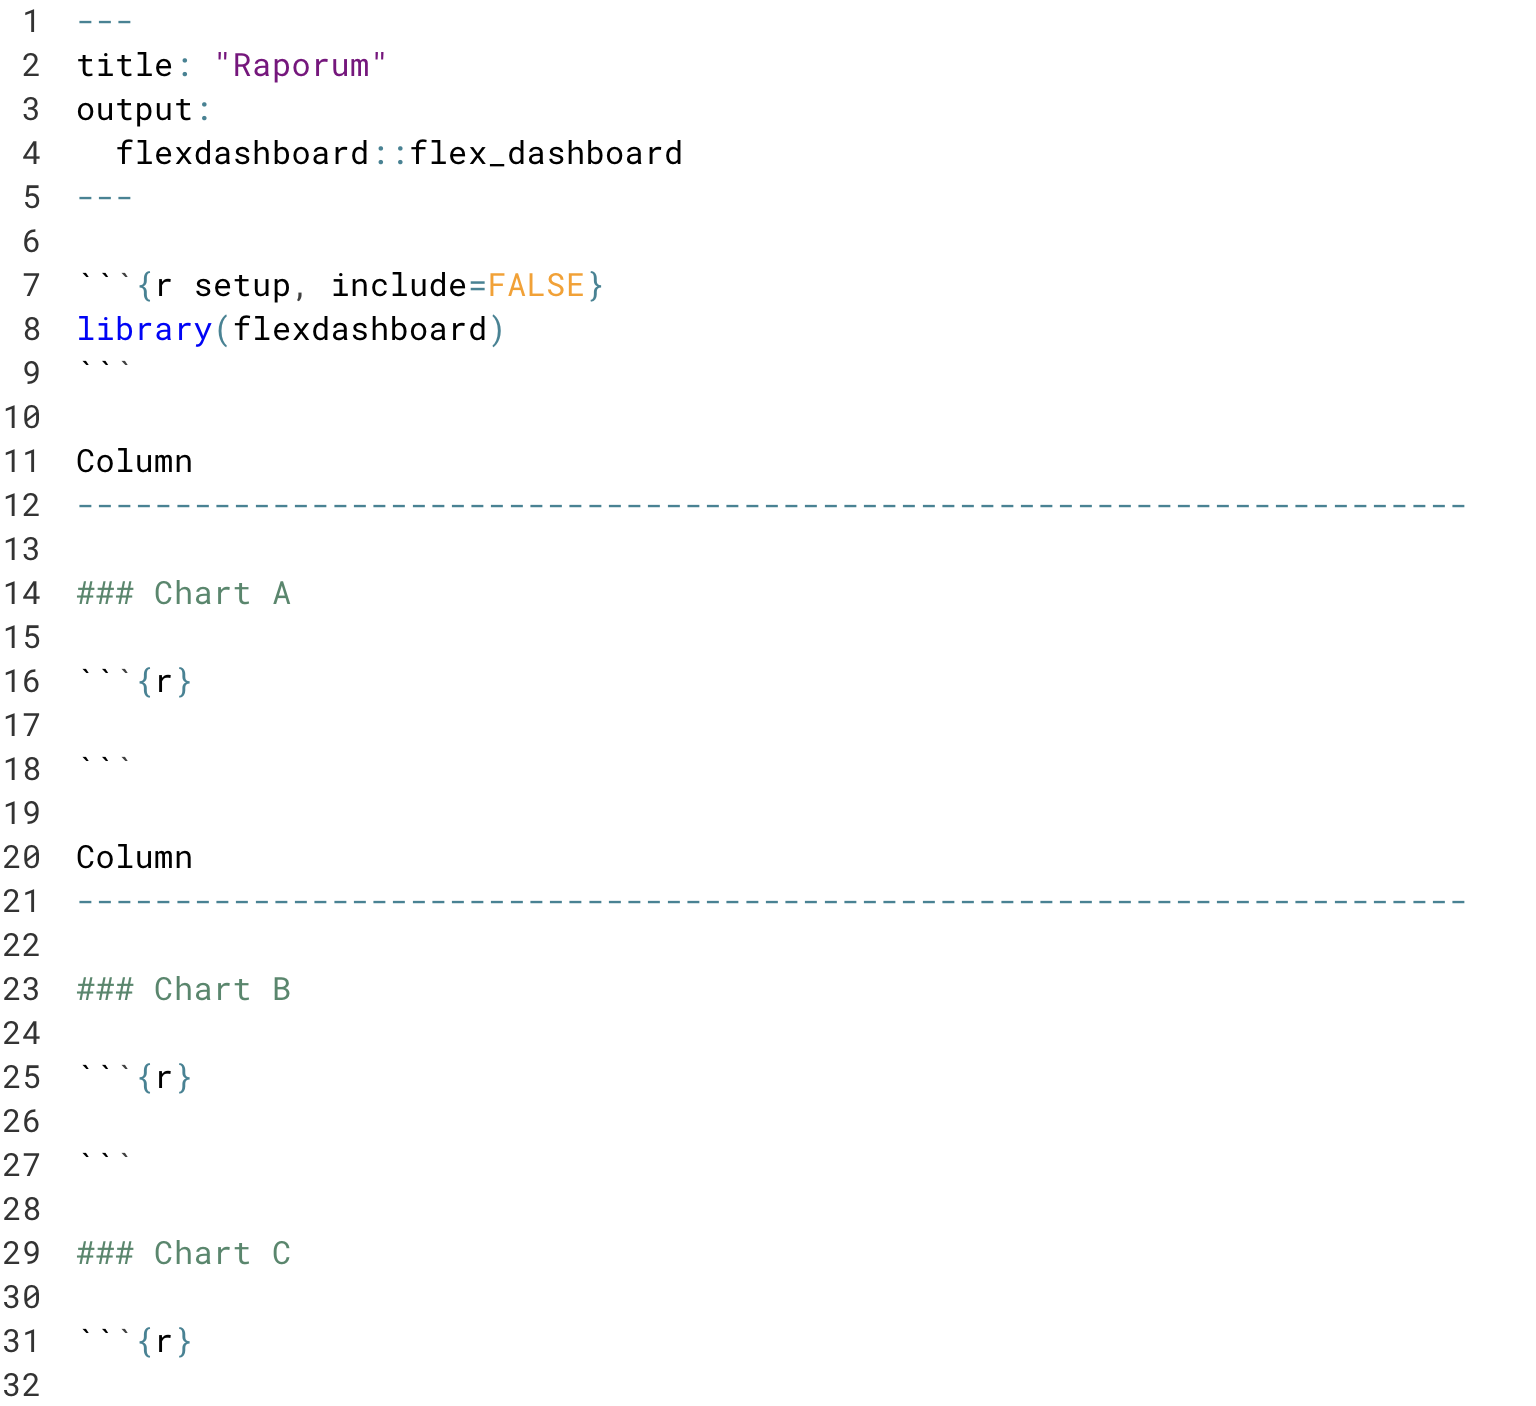 1 ---
2 title: "Raporum"
3 output:
4   flexdashboard::flex_dashboard
5 ---
6
7 ```{r setup, include=FALSE}
8 library(flexdashboard)
9 ```
10
11 Column
12 -----------------------------------------------------------------------
13
14 ### Chart A
15
16 ```{r}
17
18 ```
19
20 Column
21 -----------------------------------------------------------------------
22
23 ### Chart B
24
25 ```{r}
26
27 ```
28
29 ### Chart C
30
31 ```{r}
32